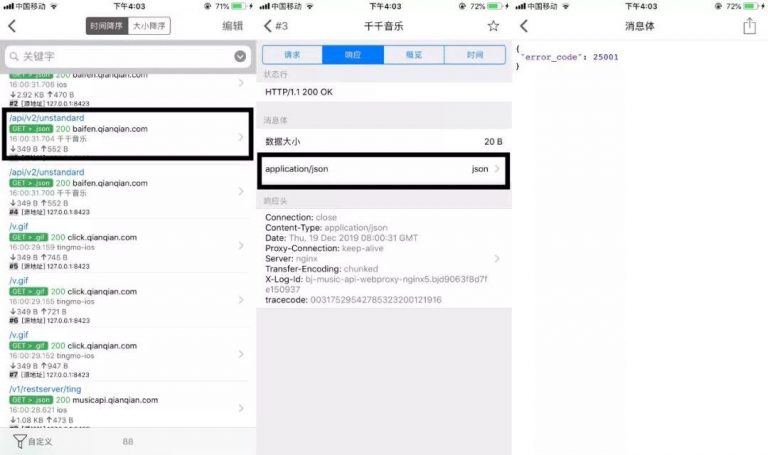 中国移动 下午4:03 71%
时间降序 大小降序 编辑
关键字
16:00:31.706 ios
↓2.92 KB ↑470 B
#2 [源地址] 127.0.0.1:8423
/api/v2/unstandard
GET > .json 200 baifen.qianqian.com
16:00:31.704 千千音乐
↓349 B ↑552 B
/api/v2/unstandard
GET > .json 200 baifen.qianqian.com
16:00:31.700 千千音乐
↓349 B ↑552 B
#4 [源地址] 127.0.0.1:8423
/v.gif
GET > .gif 200 click.qianqian.com
16:00:29.159 tingmo-ios
↓349 B ↑745 B
#5 [源地址] 127.0.0.1:8423
/v.gif
GET > .gif 200 click.qianqian.com
16:00:29.155 tingmo-ios
↓349 B ↑721 B
#6 [源地址] 127.0.0.1:8423
/v.gif
GET > .gif 200 click.qianqian.com
16:00:29.152 tingmo-ios
↓349 B ↑947 B
#7 [源地址] 127.0.0.1:8423
/v1/restserver/ting
GET > .json 200 musicapi.qianqian.com
16:00:28.621 ios
↓1.08 KB ↑473 B
自定义 88
中国移动 下午4:03 72%
#3 千千音乐
请求 响应 概览 时间
状态行
HTTP/1.1 200 OK
消息体
数据大小 20 B
application/json json
响应头
Connection: close
Content-Type: application/json
Date: Thu, 19 Dec 2019 08:00:31 GMT
Proxy-Connection: keep-alive
Server: nginx
Transfer-Encoding: chunked
X-Log-Id: bj-music-api-webproxy-nginx5.bjd9063f8d7f
e150937
tracecode: 00317529542785323200121916
中国移动 下午4:03 72%
消息体
{
"error_code": 25001
}